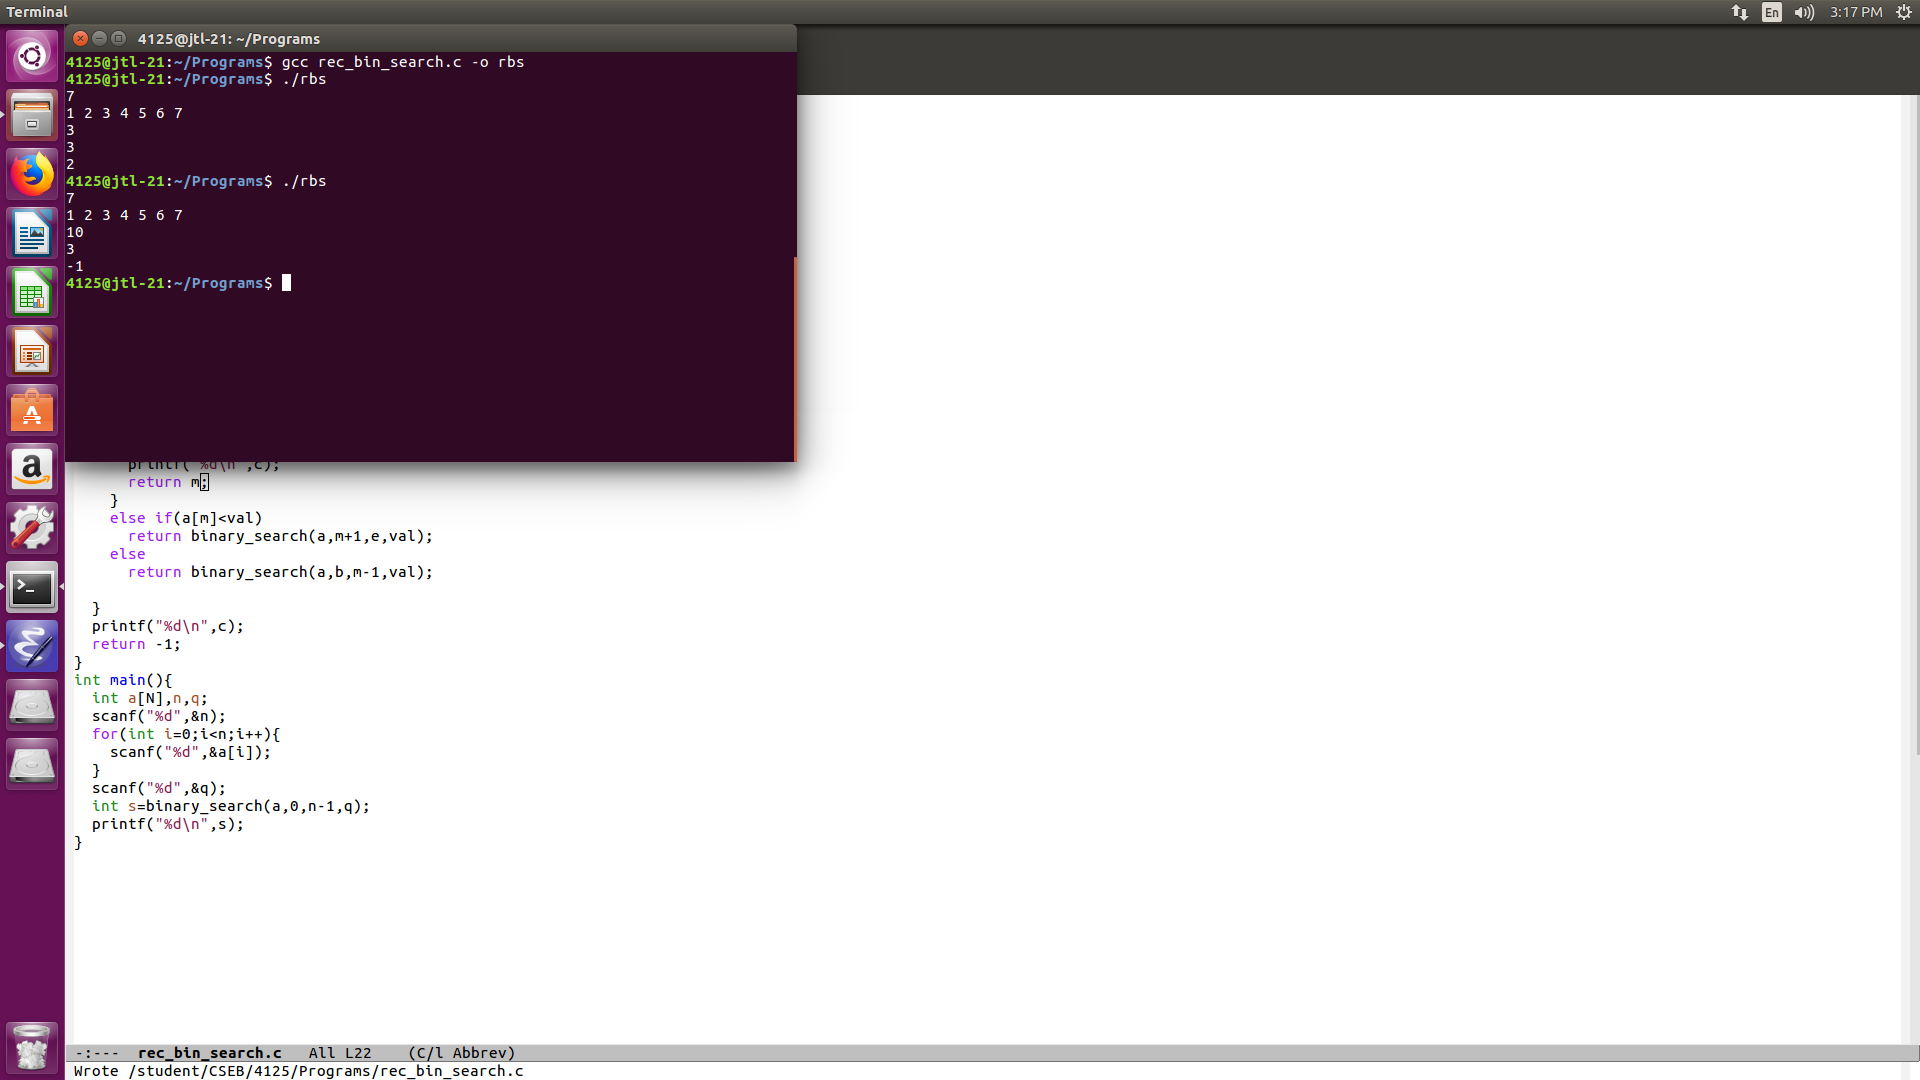 Terminal
En
3:17 PM
4125@jtl-21: ~/Programs
4125@jtl-21:~/Programs$ gcc rec_bin_search.c -o rbs
4125@jtl-21:~/Programs$ ./rbs
7
1 2 3 4 5 6 7
3
3
2
4125@jtl-21:~/Programs$ ./rbs
7
1 2 3 4 5 6 7
10
3
-1
4125@jtl-21:~/Programs$
printf("%d\n",c);
return m;
}
else if(a[m]<val)
return binary_search(a,m+1,e,val);
else
return binary_search(a,b,m-1,val);
}
printf("%d\n",c);
return -1;
}
int main(){
int a[N],n,q;
scanf("%d",&n);
for(int i=0;i<n;i++){
scanf("%d",&a[i]);
}
scanf("%d",&q);
int s=binary_search(a,0,n-1,q);
printf("%d\n",s);
}
-:--- rec_bin_search.c All L22 (C/l Abbrev)
Wrote /student/CSEB/4125/Programs/rec_bin_search.c